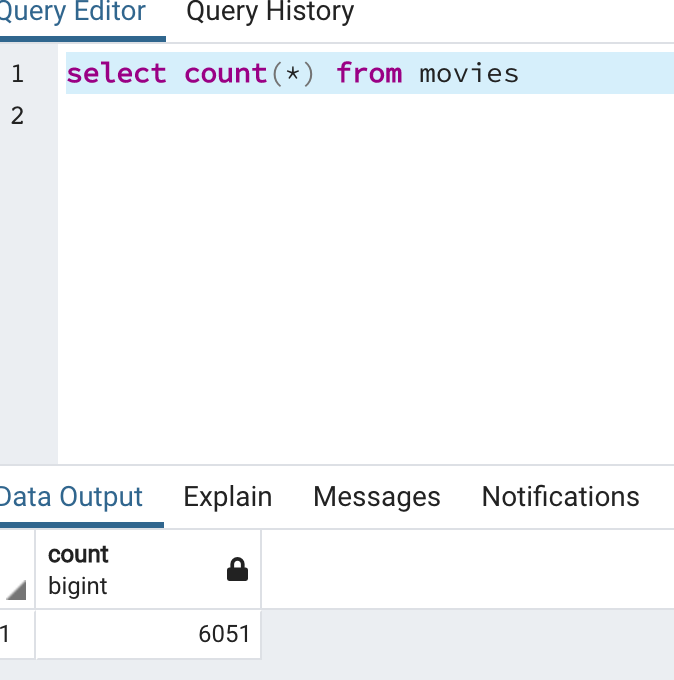 Query Editor Query History
1 select count(*) from movies
2
Data Output Explain Messages Notifications
count
bigint
1 6051